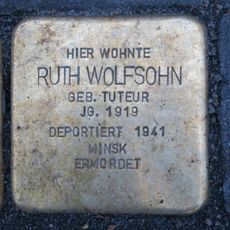 HIER WOHNTE
RUTH WOLFSOHN
GEB. TUTEUR
JG. 1919
DEPORTIERT 1941
MINSK
ERMORDET